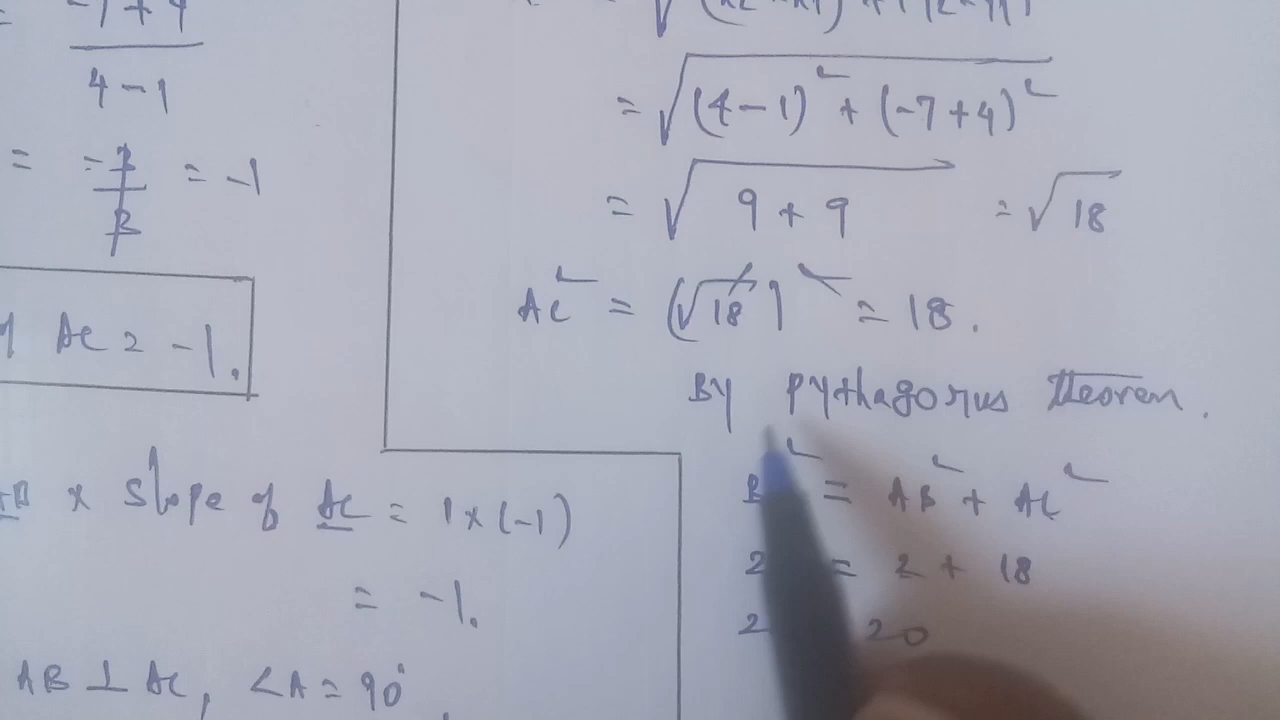 4 - 1
= -3/3 = -1
AC = -1.
x slope of AC = 1 x (-1)
= -1.
AB ⊥ AC, ∠A = 90°
= √(4-1)² + (-7+4)²
= √9 + 9 = √18
AC² = (√18)² = 18.
By pythagorus theorem.
= AB² + AC²
= 2 + 18
20